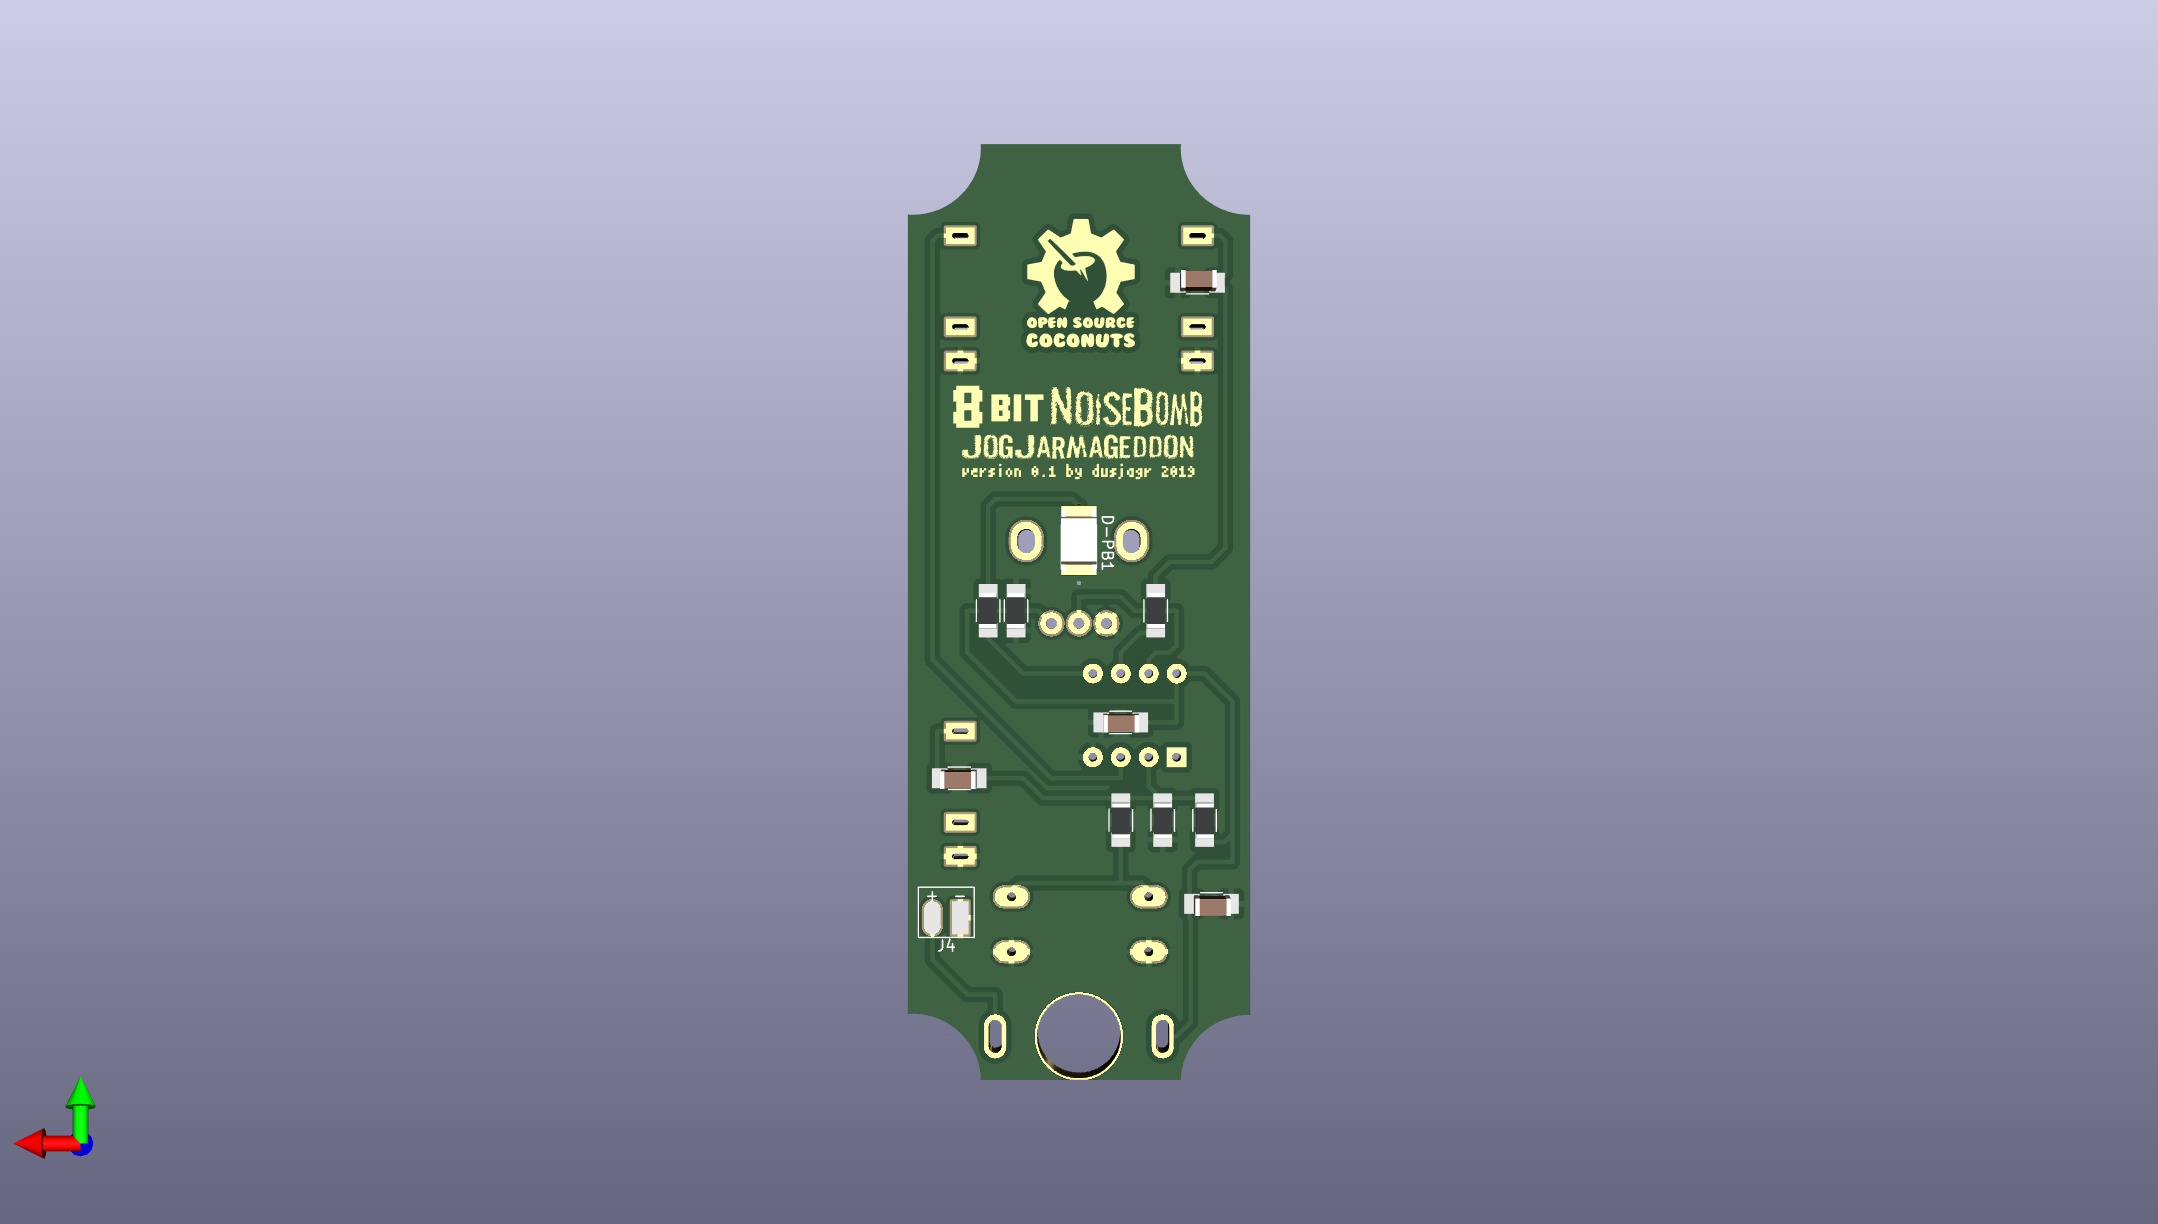 OPEN SOURCE
COCONUTS
8 BIT NOiSEBOMB
JOGJARMAGEDDON
version 0.1 by dusjagr 2019
D-PB1
+ -
J4